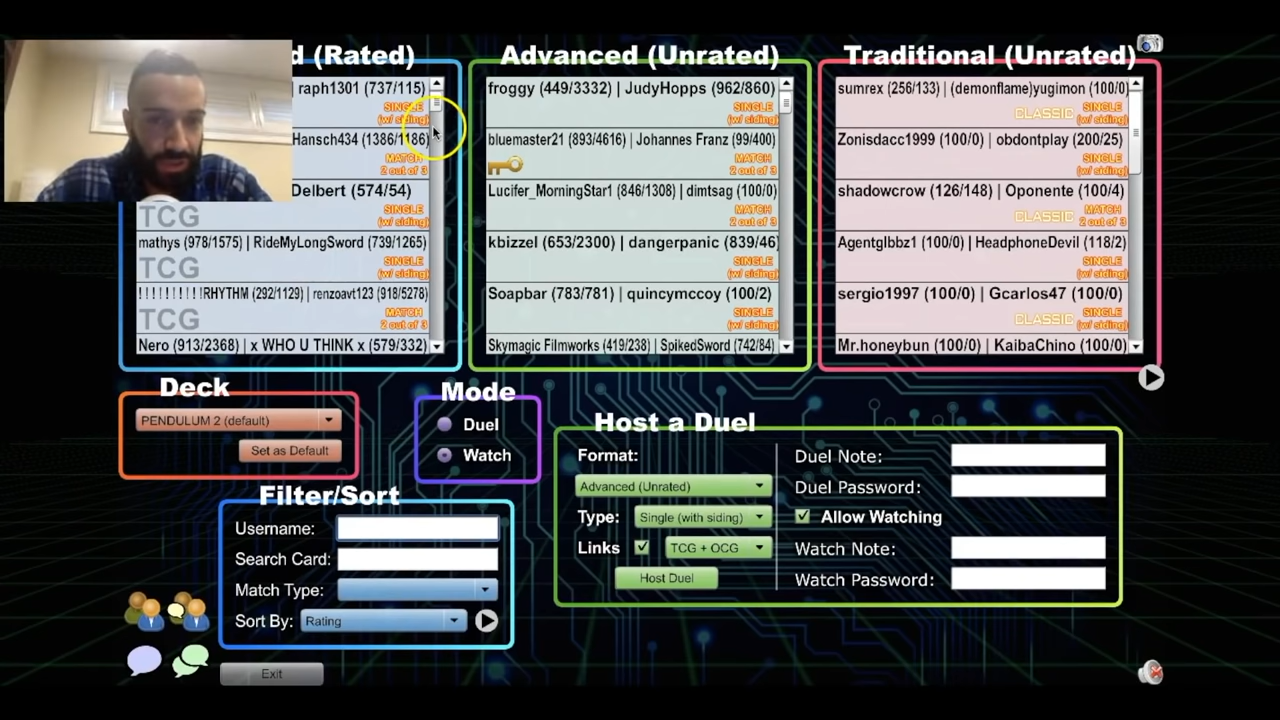 d (Rated)
raph1301 (737/115)
SINGLE
(w/ siding)
Hansch434 (1386/1186)
MATCH
2 out of 3
Delbert (574/54)
TCG
SINGLE
(w/ siding)
mathys (978/1575) | RideMyLongSword (739/1265)
TCG
SINGLE
(w/ siding)
! ! ! ! ! ! ! ! ! !RHYTHM (292/1129) | renzoavt123 (918/5278)
TCG
MATCH
2 out of 3
Nero (913/2368) | x WHO U THINK x (579/332)
Advanced (Unrated)
froggy (449/3332) | JudyHopps (962/860)
SINGLE
(w/ siding)
bluemaster21 (893/4616) | Johannes Franz (99/400)
MATCH
2 out of 3
Lucifer_MorningStar1 (846/1308) | dimtsag (100/0)
MATCH
2 out of 3
kbizzel (653/2300) | dangerpanic (839/46)
SINGLE
(w/ siding)
Soapbar (783/781) | quincymccoy (100/2)
SINGLE
(w/ siding)
Skymagic Filmworks (419/238) | SpikedSword (742/84)
Traditional (Unrated)
sumrex (256/133) | (demonflame)yugimon (100/0)
CLASSIC
SINGLE
(w/ siding)
Zonisdacc1999 (100/0) | obdontplay (200/25)
SINGLE
(w/ siding)
shadowcrow (126/148) | Oponente (100/4)
CLASSIC
MATCH
2 out of 3
Agentglbbz1 (100/0) | HeadphoneDevil (118/2)
SINGLE
(w/ siding)
sergio1997 (100/0) | Gcarlos47 (100/0)
CLASSIC
SINGLE
(w/ siding)
Mr.honeybun (100/0) | KaibaChino (100/0)
Deck
PENDULUM 2 (default)
Set as Default
Mode
Duel
Watch
Filter/Sort
Username:
Search Card:
Match Type:
Sort By: Rating
Exit
Host a Duel
Format:
Advanced (Unrated)
Type: Single (with siding)
Links TCG + OCG
Host Duel
Duel Note:
Duel Password:
Allow Watching
Watch Note:
Watch Password: